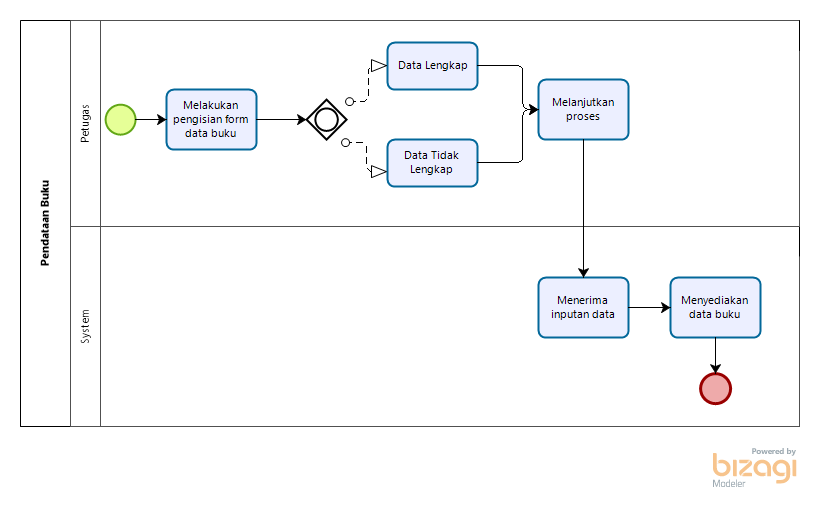 Pendataan Buku
Petugas
Melakukan
pengisian form
data buku
Data Lengkap
Data Tidak
Lengkap
Melanjutkan
proses
System
Menerima
inputan data
Menyediakan
data buku
Powered by
bizagi
Modeler